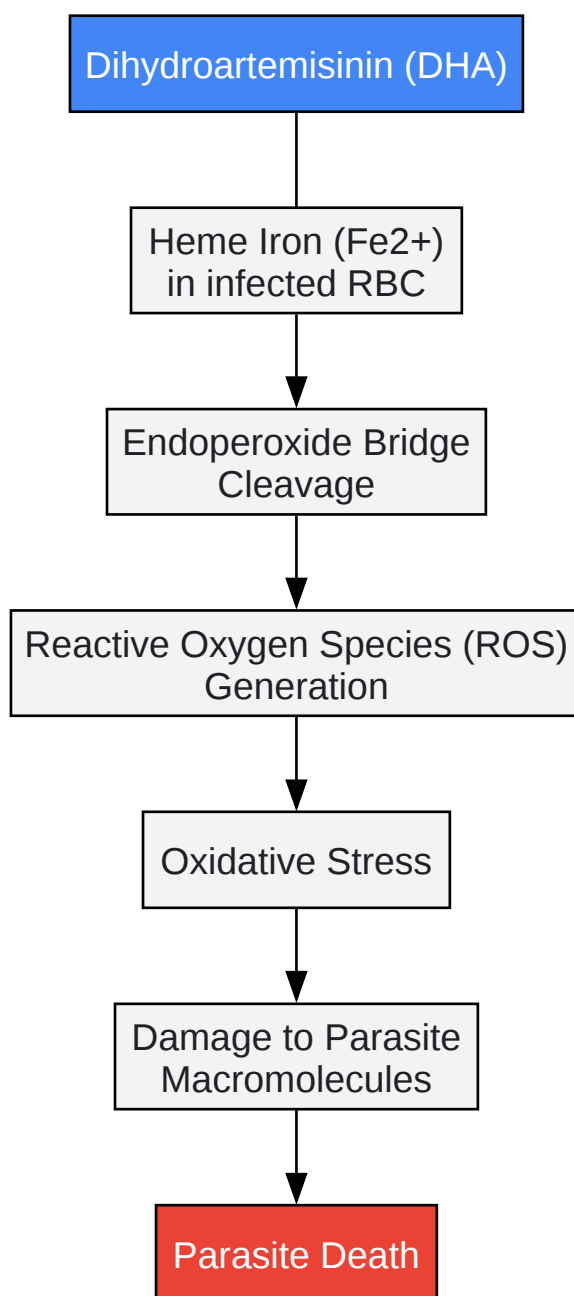 Dihydroartemisinin (DHA)
Heme Iron (Fe2+)
in infected RBC
Endoperoxide Bridge
Cleavage
Reactive Oxygen Species (ROS)
Generation
Oxidative Stress
Damage to Parasite
Macromolecules
Parasite Death